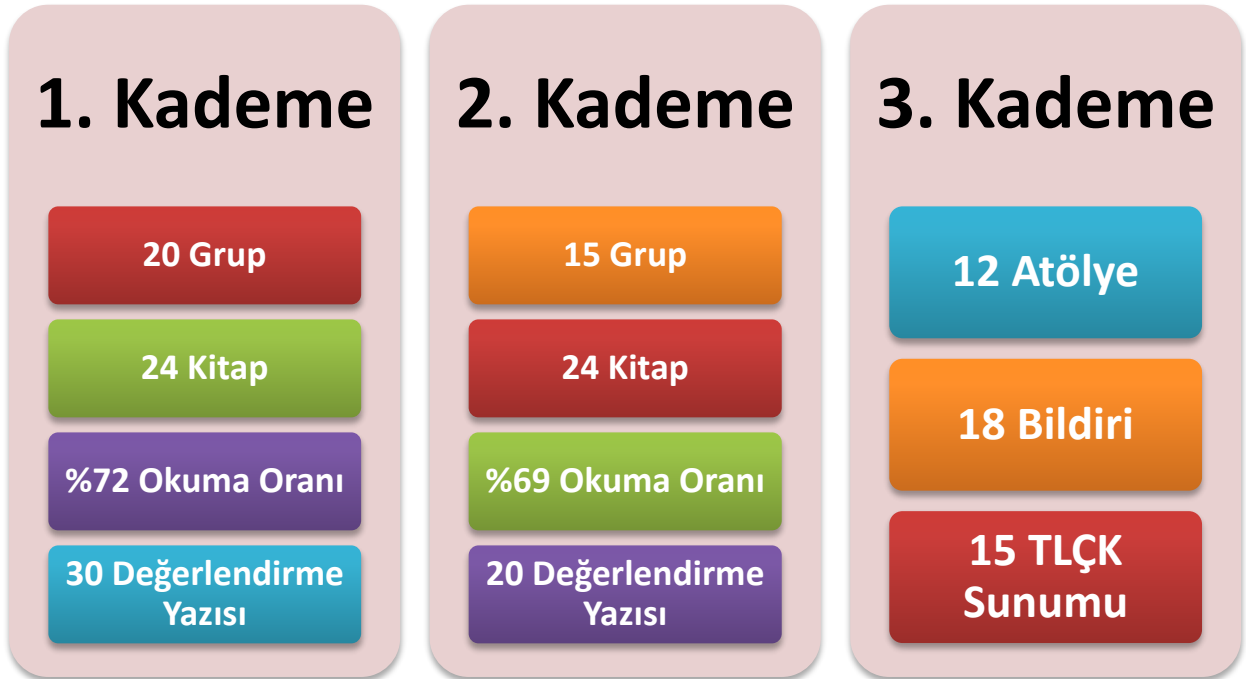 1. Kademe
20 Grup
24 Kitap
%72 Okuma Oranı
30 Değerlendirme
Yazısı
2. Kademe
15 Grup
24 Kitap
%69 Okuma Oranı
20 Değerlendirme
Yazısı
3. Kademe
12 Atölye
18 Bildiri
15 TLÇK
Sunumu